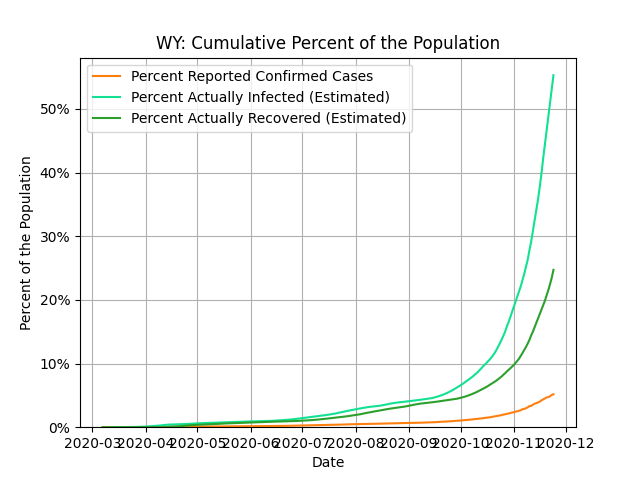 WY: Cumulative Percent of the Population
Percent Reported Confirmed Cases
Percent Actually Infected (Estimated)
Percent Actually Recovered (Estimated)
Percent of the Population
50%
40%
30%
20%
10%
0%
2020-03 2020-04 2020-05 2020-06 2020-07 2020-08 2020-09 2020-10 2020-11 2020-12
Date